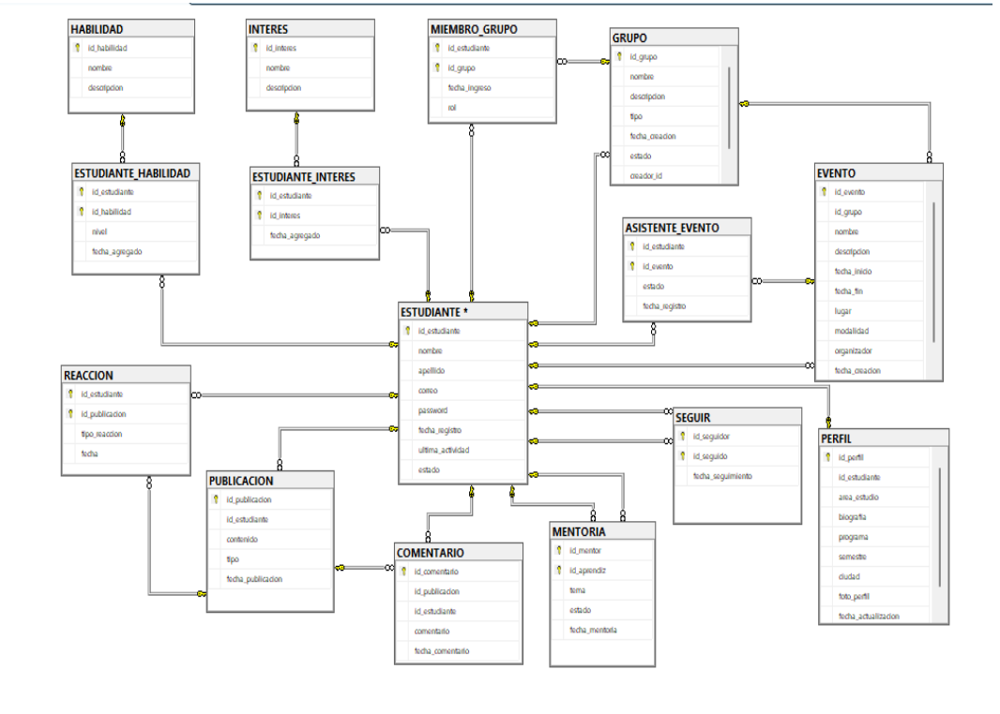 HABILIDAD
id_habilidad
nombre
descripcion
INTERES
id_interes
nombre
descripcion
MIEMBRO_GRUPO
id_estudiante
id_grupo
fecha_ingreso
rol
GRUPO
id_grupo
nombre
descripcion
tipo
fecha_creacion
estado
creador_id
ESTUDIANTE_HABILIDAD
id_estudiante
id_habilidad
nivel
fecha_agregado
ESTUDIANTE_INTERES
id_estudiante
id_interes
fecha_agregado
EVENTO
id_evento
id_grupo
nombre
descripcion
fecha_inicio
fecha_fin
lugar
modalidad
organizador
fecha_creacion
ASISTENTE_EVENTO
id_estudiante
id_evento
estado
fecha_registro
ESTUDIANTE *
id_estudiante
nombre
apellido
correo
password
fecha_registro
ultima_actividad
estado
REACCION
id_estudiante
id_publicacion
tipo_reaccion
fecha
SEGUIR
id_seguidor
id_seguido
fecha_seguimiento
PERFIL
id_perfil
id_estudiante
area_estudio
biografia
programa
semestre
ciudad
foto_perfil
fecha_actualizacion
PUBLICACION
id_publicacion
id_estudiante
contenido
tipo
fecha_publicacion
COMENTARIO
id_comentario
id_publicacion
id_estudiante
comentario
fecha_comentario
MENTORIA
id_mentor
id_aprendiz
tema
estado
fecha_mentoria